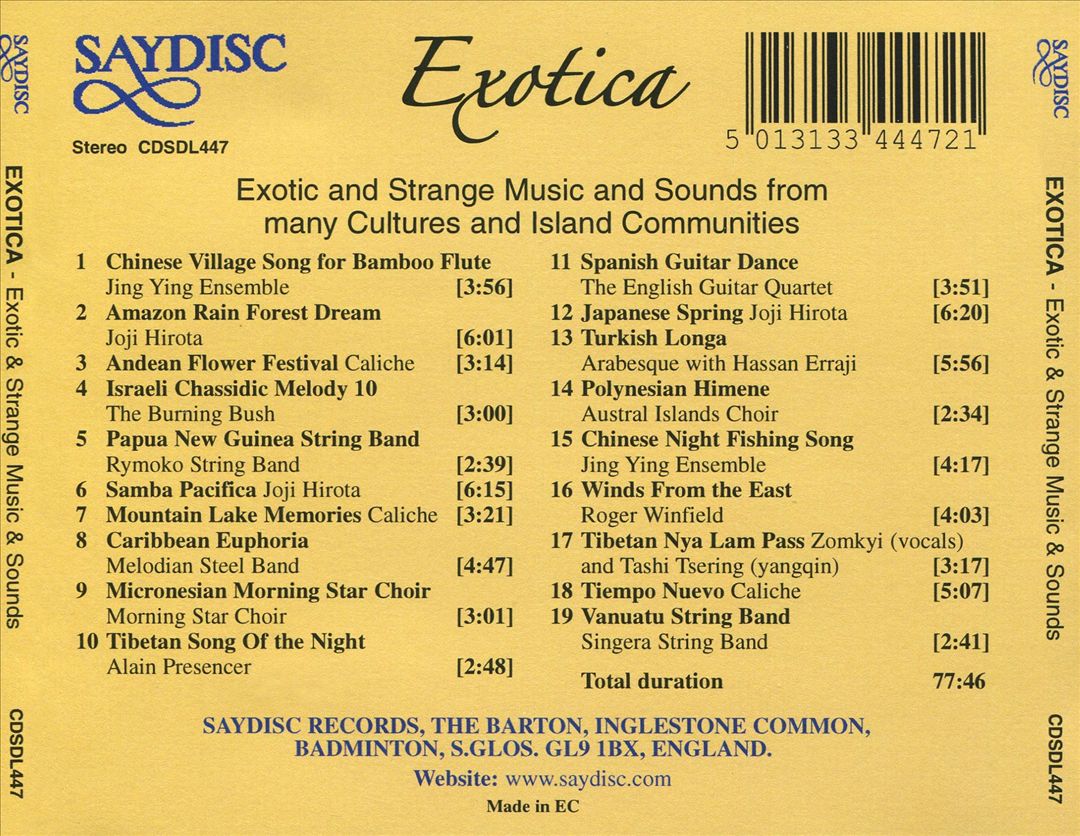 SAYDISC
Stereo CDSDL447
Exotica
5 013133 444721
Exotic and Strange Music and Sounds from
many Cultures and Island Communities
1 Chinese Village Song for Bamboo Flute
Jing Ying Ensemble [3:56]
2 Amazon Rain Forest Dream
Joji Hirota [6:01]
3 Andean Flower Festival Caliche [3:14]
4 Israeli Chassidic Melody 10
The Burning Bush [3:00]
5 Papua New Guinea String Band
Rymoko String Band [2:39]
6 Samba Pacifica Joji Hirota [6:15]
7 Mountain Lake Memories Caliche [3:21]
8 Caribbean Euphoria
Melodian Steel Band [4:47]
9 Micronesian Morning Star Choir
Morning Star Choir [3:01]
10 Tibetan Song Of the Night
Alain Presencer [2:48]
11 Spanish Guitar Dance
The English Guitar Quartet [3:51]
12 Japanese Spring Joji Hirota [6:20]
13 Turkish Longa
Arabesque with Hassan Erraji [5:56]
14 Polynesian Himene
Austral Islands Choir [2:34]
15 Chinese Night Fishing Song
Jing Ying Ensemble [4:17]
16 Winds From the East
Roger Winfield [4:03]
17 Tibetan Nya Lam Pass Zomkyi (vocals)
and Tashi Tsering (yangqin) [3:17]
18 Tiempo Nuevo Caliche [5:07]
19 Vanuatu String Band
Singera String Band [2:41]
Total duration 77:46
SAYDISC RECORDS, THE BARTON, INGLESTONE COMMON,
BADMINTON, S.GLOS. GL9 1BX, ENGLAND.
Website: www.saydisc.com
Made in EC
SAYDISC
EXOTICA - Exotic & Strange Music & Sounds
CDSDL447
SAYDISC
EXOTICA - Exotic & Strange Music & Sounds
CDSDL447